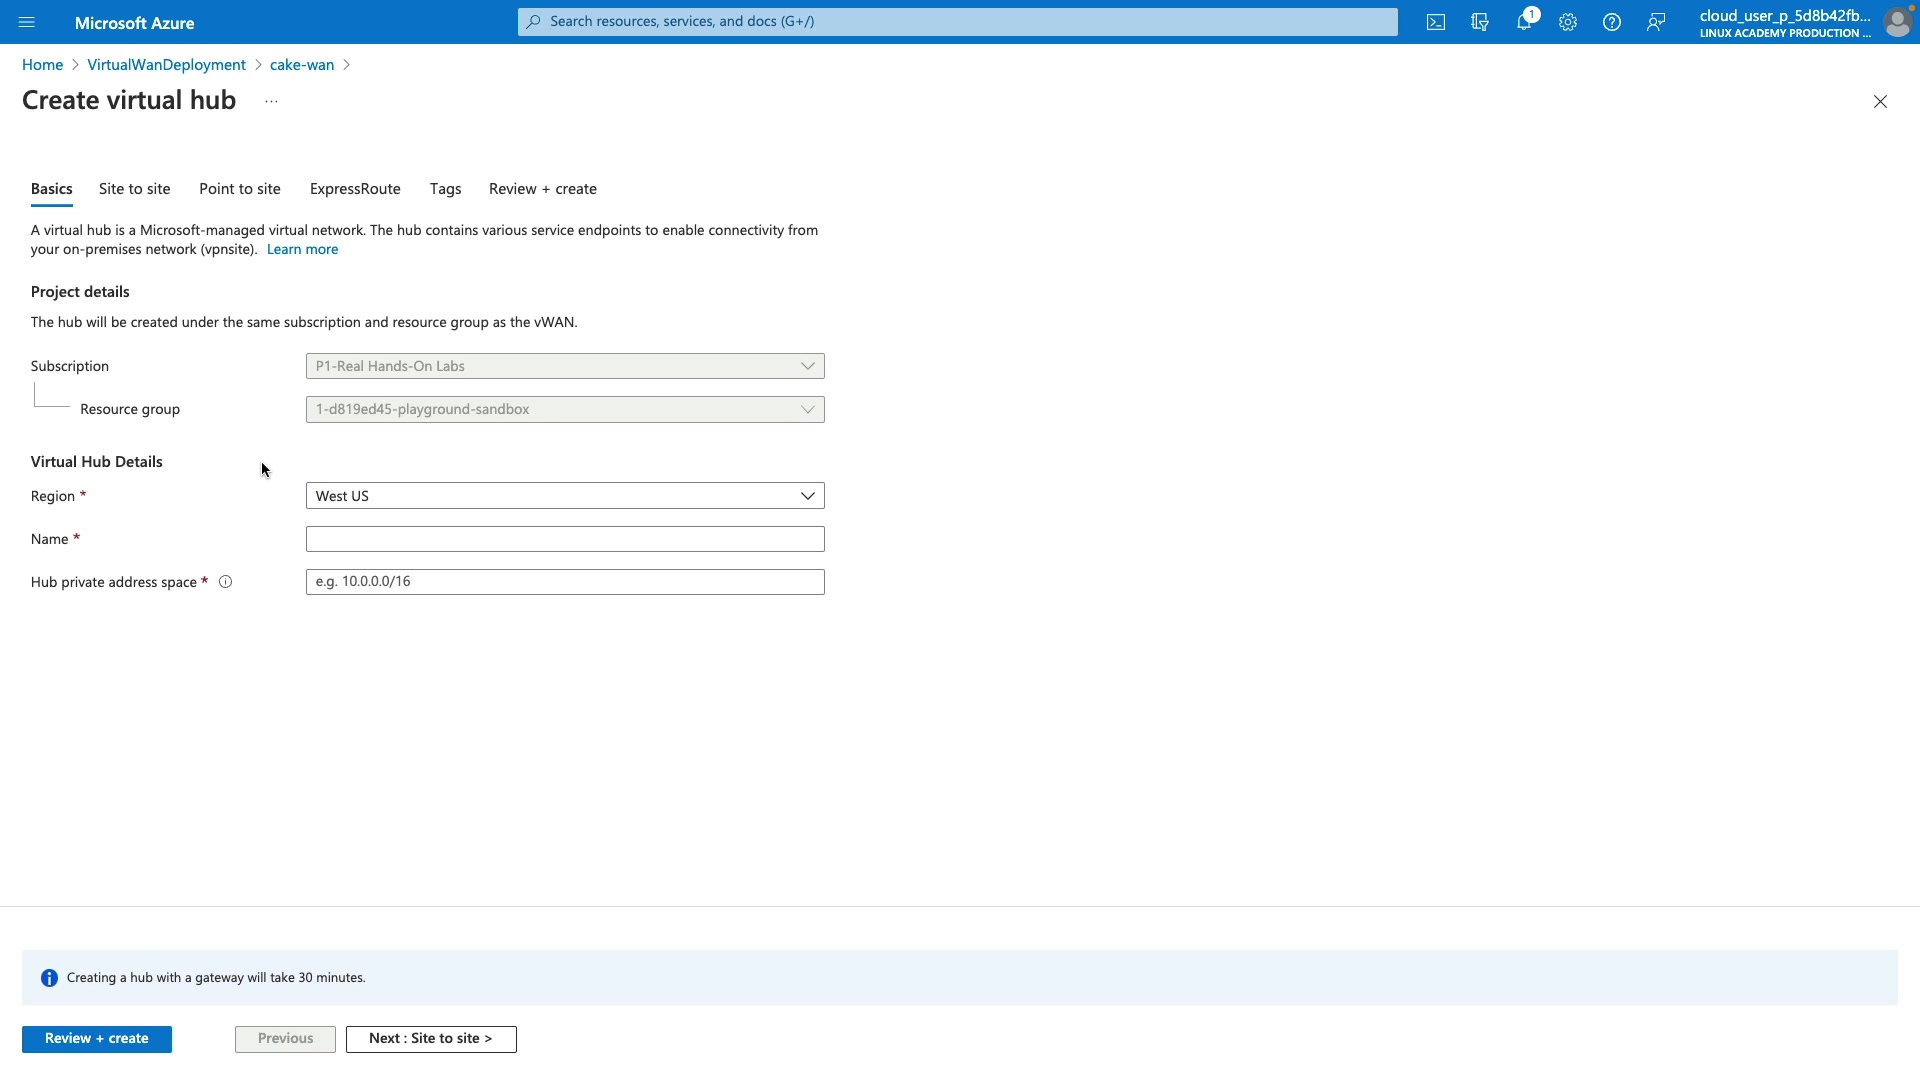 Microsoft Azure
Search resources, services, and docs (G+/)
1
cloud_user_p_5d8b42fb...
LINUX ACADEMY PRODUCTION ...
Home > VirtualWanDeployment > cake-wan >
Create virtual hub ...
Basics Site to site Point to site ExpressRoute Tags Review + create
A virtual hub is a Microsoft-managed virtual network. The hub contains various service endpoints to enable connectivity from
your on-premises network (vpnsite). Learn more
Project details
The hub will be created under the same subscription and resource group as the vWAN.
Subscription P1-Real Hands-On Labs
Resource group 1-d819ed45-playground-sandbox
Virtual Hub Details
Region * West US
Name *
Hub private address space * e.g. 10.0.0.0/16
Creating a hub with a gateway will take 30 minutes.
Review + create Previous Next : Site to site >